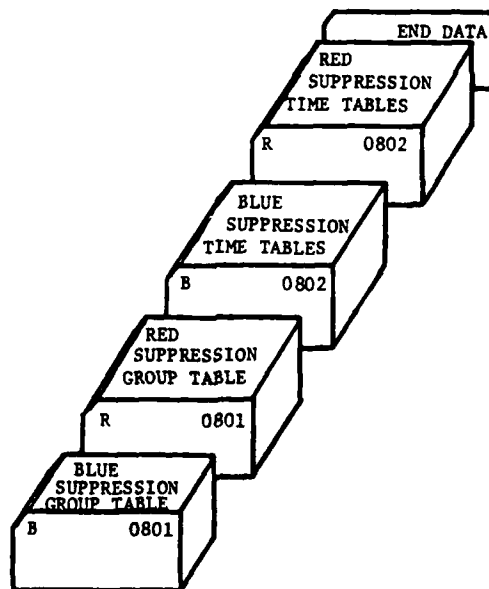 END DATA
RED
SUPPRESSION
TIME TABLES
R 0802
BLUE
SUPPRESSION
TIME TABLES
B 0802
RED
SUPPRESSION
GROUP TABLE
R 0801
BLUE
SUPPRESSION
GROUP TABLE
B 0801